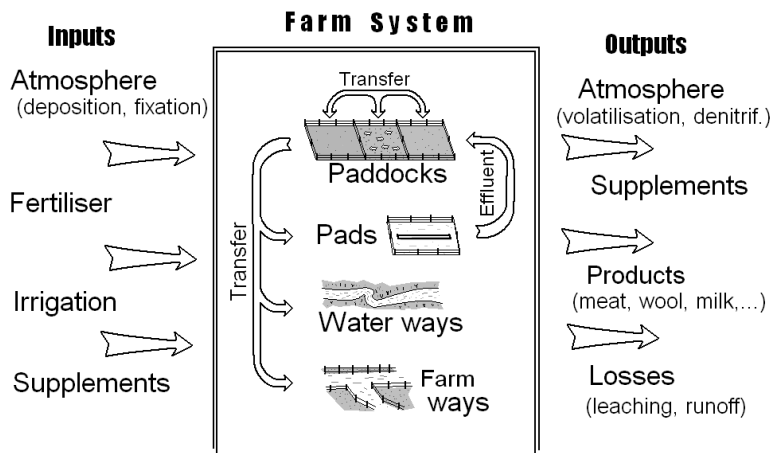 Farm System
Inputs
Atmosphere
(deposition, fixation)
Fertiliser
Irrigation
Supplements
Transfer
Paddocks
Effluent
Pads
Transfer
Water ways
Farm
ways
Outputs
Atmosphere
(volatilisation, denitrif.)
Supplements
Products
(meat, wool, milk,...)
Losses
(leaching, runoff)